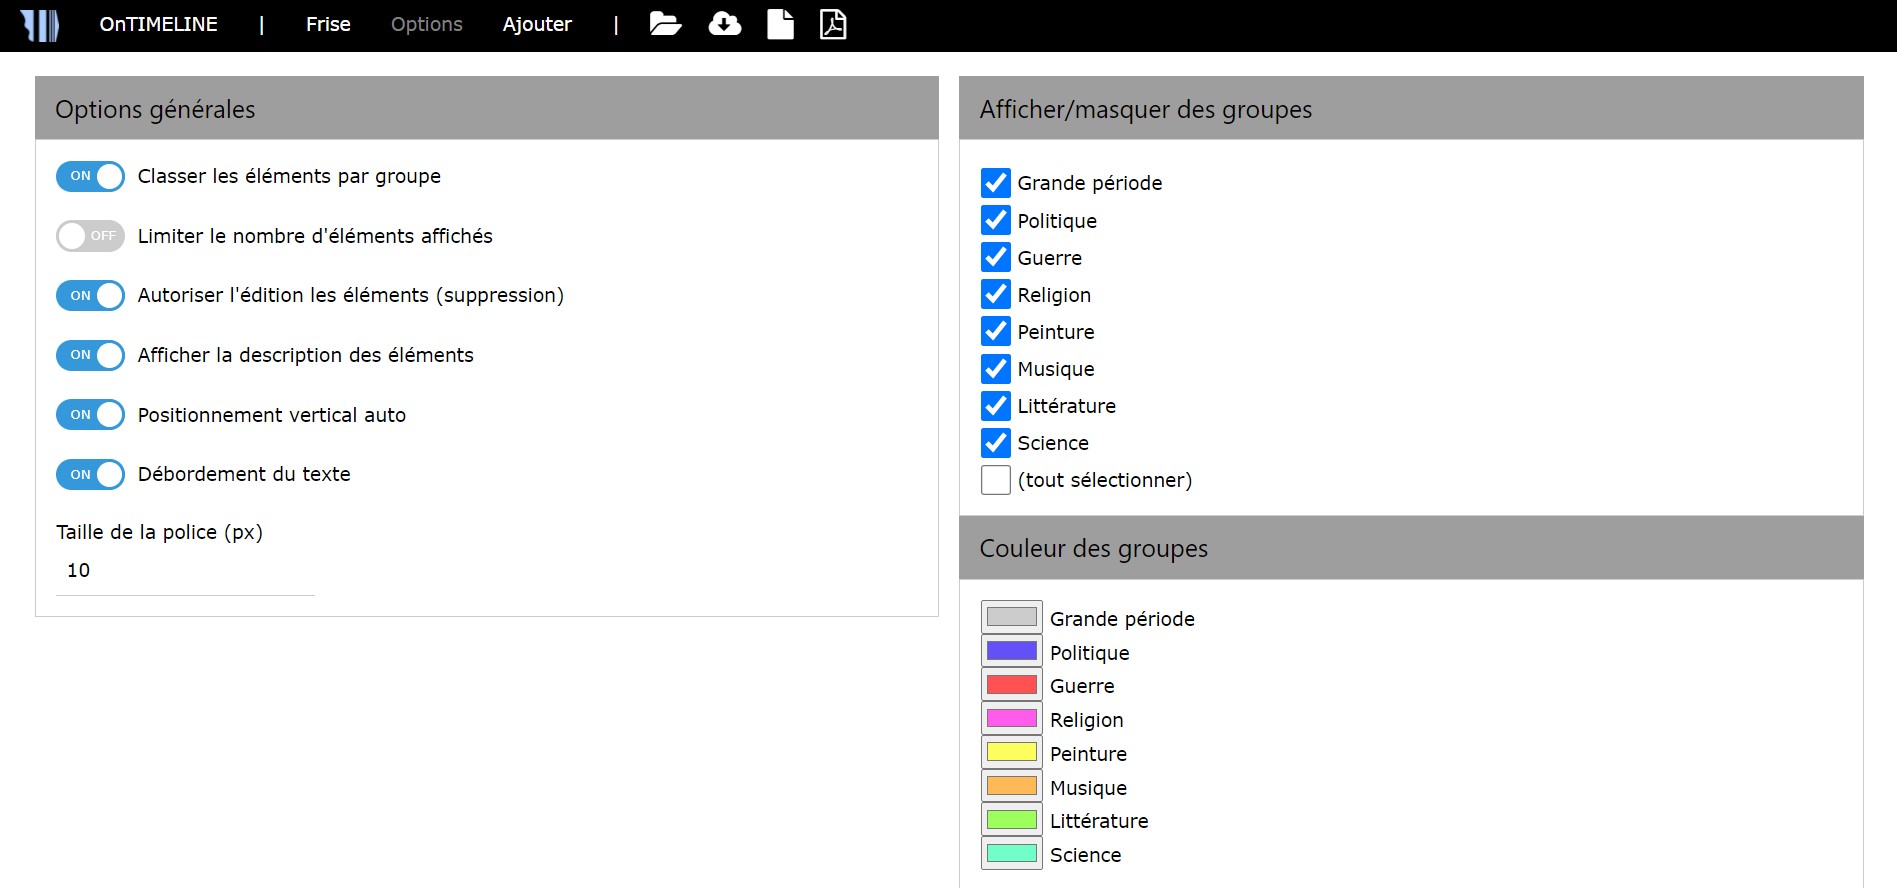 OnTIMELINE | Frise Options Ajouter |
Options générales
ON Classer les éléments par groupe
OFF Limiter le nombre d'éléments affichés
ON Autoriser l'édition les éléments (suppression)
ON Afficher la description des éléments
ON Positionnement vertical auto
ON Débordement du texte
Taille de la police (px)
10
Afficher/masquer des groupes
Grande période
Politique
Guerre
Religion
Peinture
Musique
Littérature
Science
(tout sélectionner)
Couleur des groupes
Grande période
Politique
Guerre
Religion
Peinture
Musique
Littérature
Science